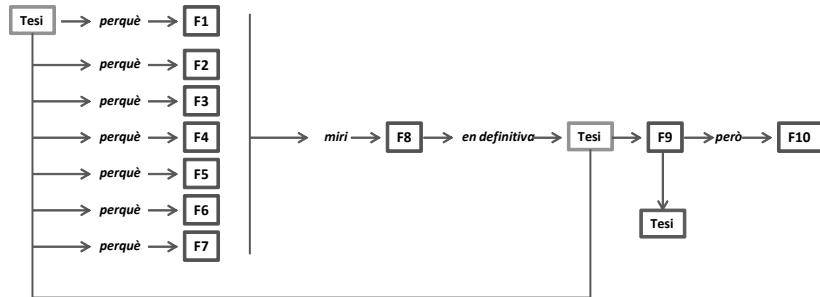 Tesi perquè F1
perquè F2
perquè F3
perquè F4
perquè F5
perquè F6
perquè F7
miri F8 en definitiva Tesi F9 però F10
Tesi